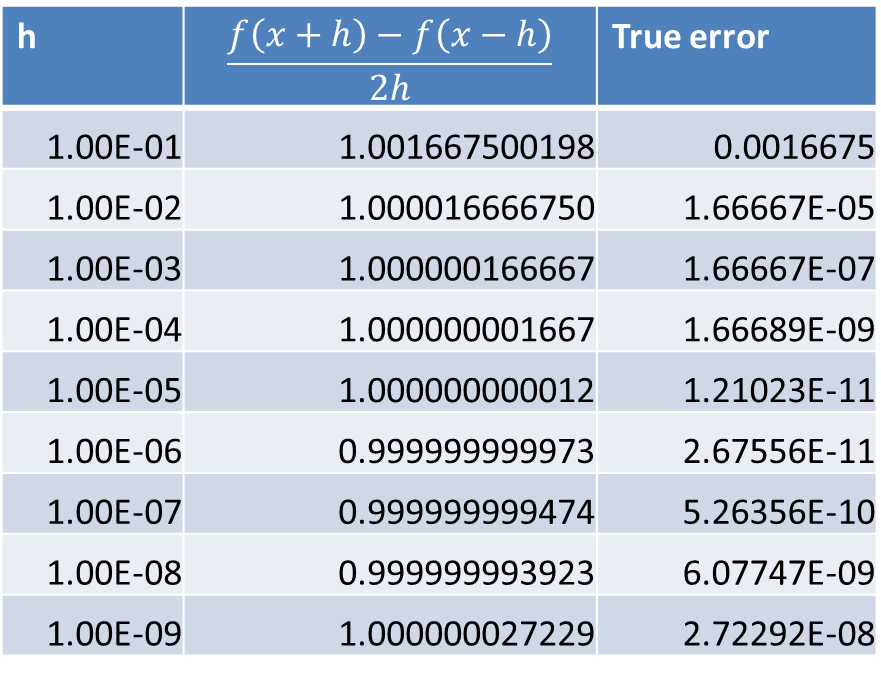 h f(x + h) − f(x − h) / 2h True error
1.00E-01 1.001667500198 0.0016675
1.00E-02 1.000016666750 1.66667E-05
1.00E-03 1.000000166667 1.66667E-07
1.00E-04 1.000000001667 1.66689E-09
1.00E-05 1.000000000012 1.21023E-11
1.00E-06 0.999999999973 2.67556E-11
1.00E-07 0.999999999474 5.26356E-10
1.00E-08 0.999999993923 6.07747E-09
1.00E-09 1.000000027229 2.72292E-08